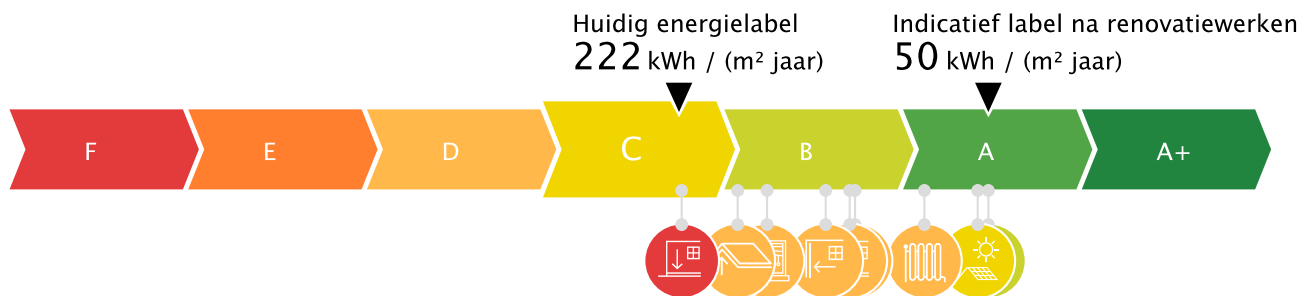 Huidig energielabel
222 kWh / (m² jaar)
Indicatief label na renovatiewerken
50 kWh / (m² jaar)
F
E
D
C
B
A
A+